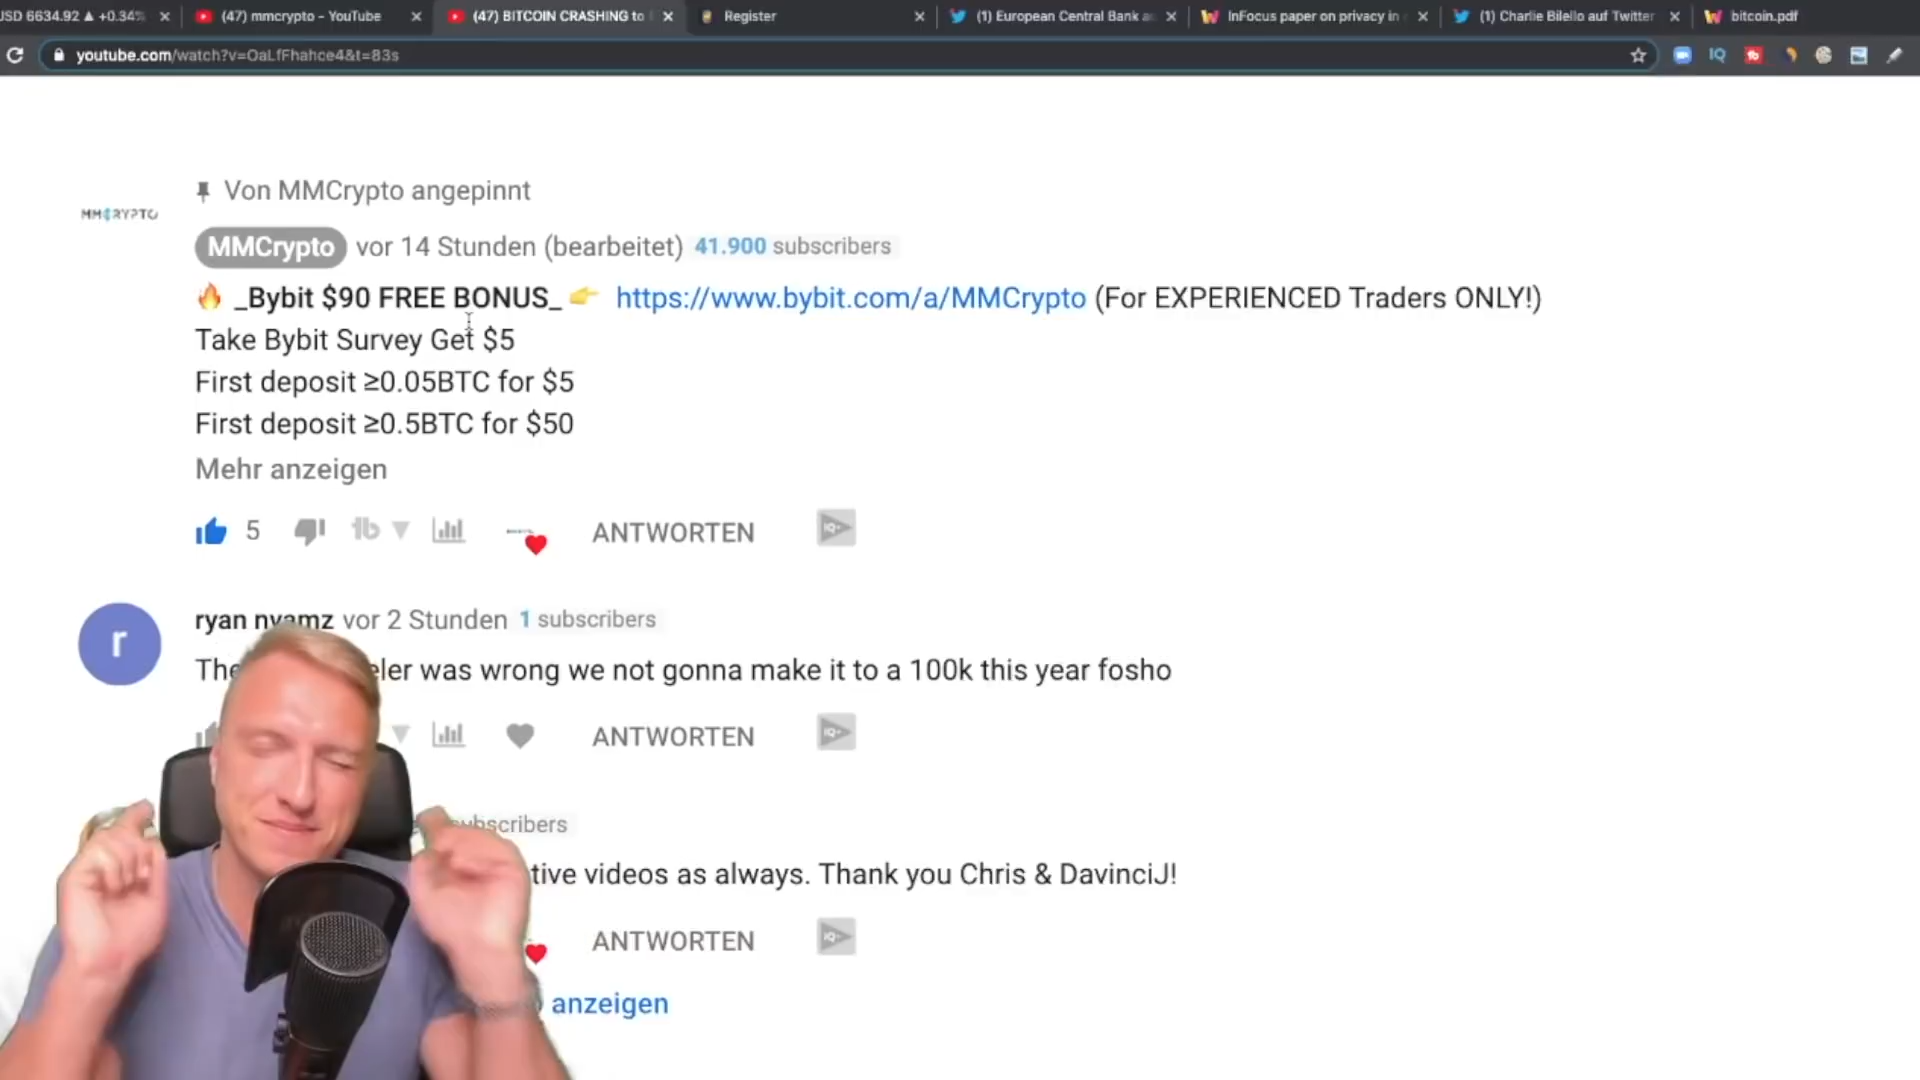 USD 6634.92 ▲ +0.34%
(47) mmcrypto - YouTube
(47) BITCOIN CRASHING to
Register
(1) European Central Bank
InFocus paper on privacy in
(1) Charlie Bilello auf Twitter
bitcoin.pdf
youtube.com/watch?v=OaLfFhahce4&t=83s
Von MMCrypto angepinnt
MMCRYPTO
MMCrypto vor 14 Stunden (bearbeitet) 41.900 subscribers
🔥 _Bybit $90 FREE BONUS_ 👉 https://www.bybit.com/a/MMCrypto (For EXPERIENCED Traders ONLY!)
Take Bybit Survey Get $5
First deposit ≥0.05BTC for $5
First deposit ≥0.5BTC for $50
Mehr anzeigen
5 ANTWORTEN
r
ryan nyamz vor 2 Stunden 1 subscribers
The eler was wrong we not gonna make it to a 100k this year fosho
ANTWORTEN
subscribers
tive videos as always. Thank you Chris & DavinciJ!
ANTWORTEN
anzeigen